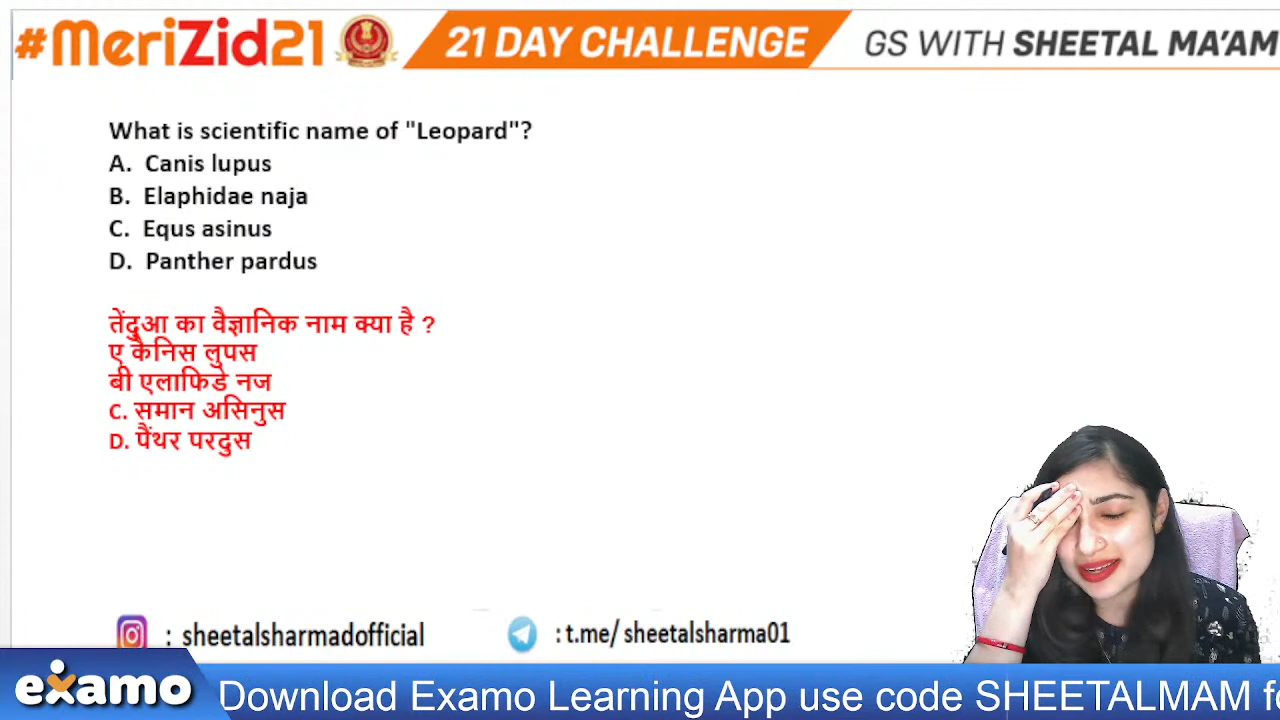 #MeriZid21
21 DAY CHALLENGE
GS WITH SHEETAL MA'AM
What is scientific name of "Leopard"?
A. Canis lupus
B. Elaphidae naja
C. Equs asinus
D. Panther pardus
तेंदुआ का वैज्ञानिक नाम क्या है ?
ए कैनिस लुपस
बी एलाफिडे नज
C. समान असिनुस
D. पैंथर परदुस
: sheetalsharmadofficial
: t.me/ sheetalsharma01
examo
Download Examo Learning App use code SHEETALMAM fo